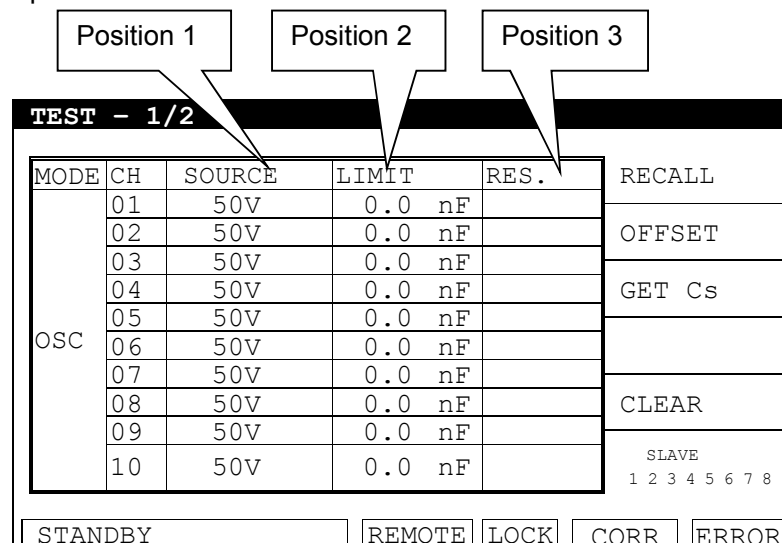 Position 1 Position 2 Position 3
TEST – 1/2
MODE CH SOURCE LIMIT RES. RECALL
01 50V 0.0 nF
02 50V 0.0 nF OFFSET
03 50V 0.0 nF
04 50V 0.0 nF GET Cs
05 50V 0.0 nF
OSC 06 50V 0.0 nF
07 50V 0.0 nF
08 50V 0.0 nF CLEAR
09 50V 0.0 nF
10 50V 0.0 nF SLAVE
1 2 3 4 5 6 7 8
STANDBY REMOTE LOCK CORR ERROR